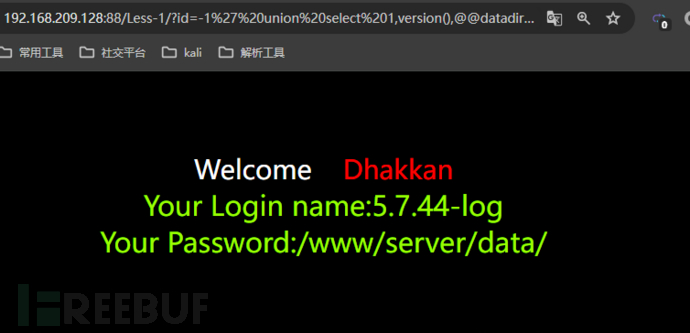 192.168.209.128:88/Less-1/?id=-1%27%20union%20select%201,version(),@@datadir...
常用工具 社交平台 kali 解析工具
0
Welcome Dhakkan
Your Login name:5.7.44-log
Your Password:/www/server/data/
FREEBUF